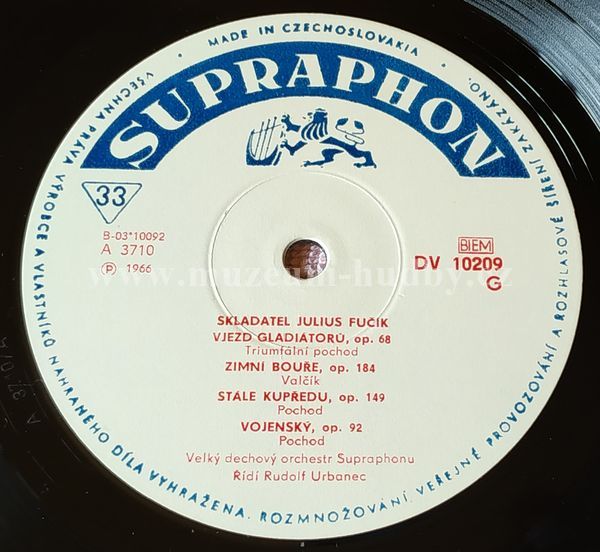 • MADE IN CZECHOSLOVAKIA •
SUPRAPHON
33
B-03*10092
A 3710
Ⓟ 1966
BIEM
DV 10209
G
www.muzeum-hudby.cz
SKLADATEL JULIUS FUČÍK
VJEZD GLADIÁTORŮ, op. 68
Triumfální pochod
ZIMNÍ BOUŘE, op. 184
Valčík
STÁLE KUPŘEDU, op. 149
Pochod
VOJENSKÝ, op. 92
Pochod
Velký dechový orchestr Supraphonu
Řídí Rudolf Urbanec
VŠECHNA PRÁVA VÝROBCE A VLASTNÍKŮ NAHRANÉHO DÍLA VYHRAŽENA. ROZMNOŽOVÁNÍ, VEŘEJNÉ PROVOZOVÁNÍ A ROZHLASOVÉ ŠÍŘENÍ ZAKÁZÁNO.